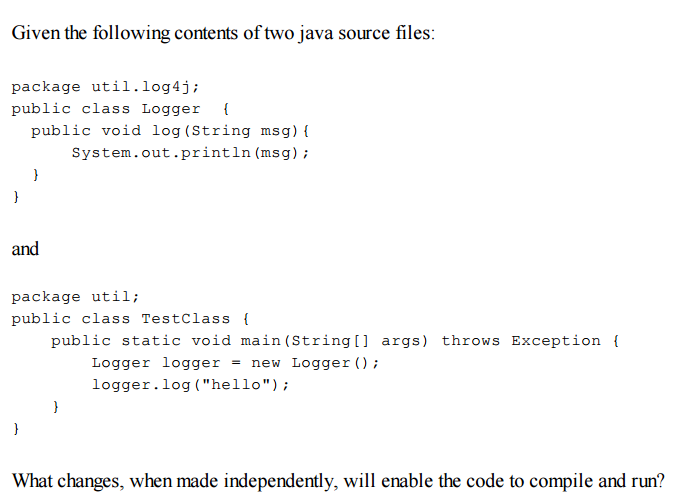 Given the following contents of two java source files:
package util.log4j;
public class Logger  {
  public void log(String msg){
      System.out.println(msg);
  }
}
and
package util;
public class TestClass {
    public static void main(String[] args) throws Exception {
        Logger logger = new Logger();
        logger.log("hello");
    }
}
What changes, when made independently, will enable the code to compile and run?